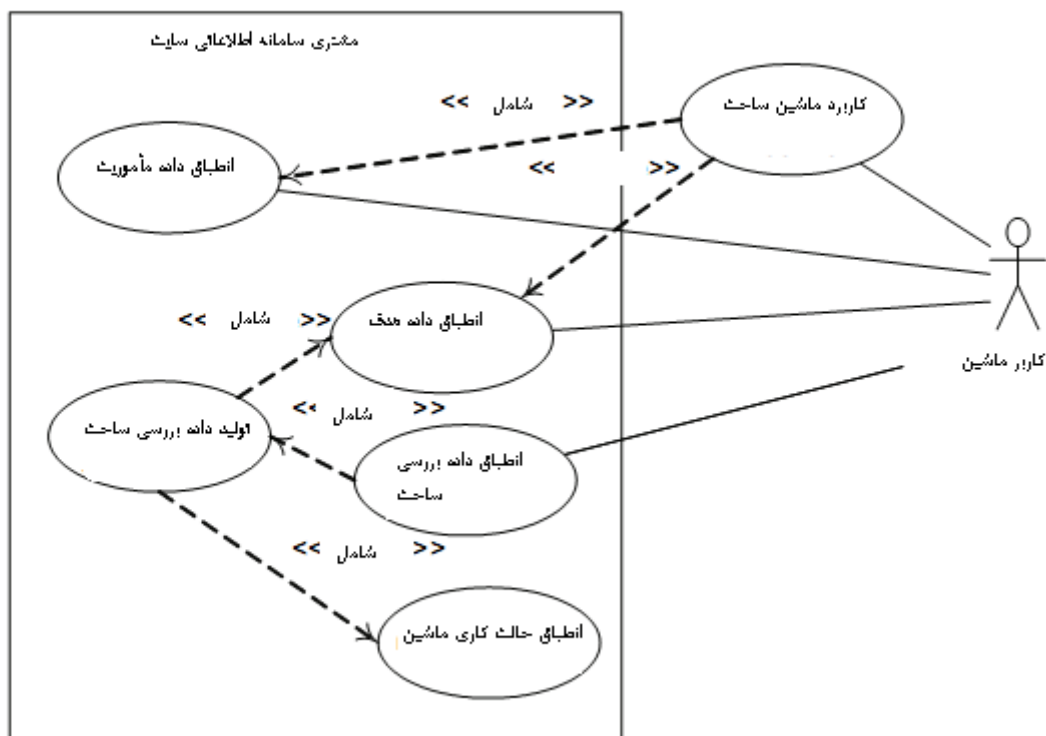 مشتری سامانه اطلاعاتی سایت
کاربرد ماشین ساخت
<< شامل >>
<< >>
انطباق داده مأموریت
<< شامل >>
انطباق داده هدف
کاربر ماشین
<< شامل >>
تولید داده بررسی ساخت
انطباق داده بررسی
ساخت
<< شامل >>
انطباق حالت کاری ماشین